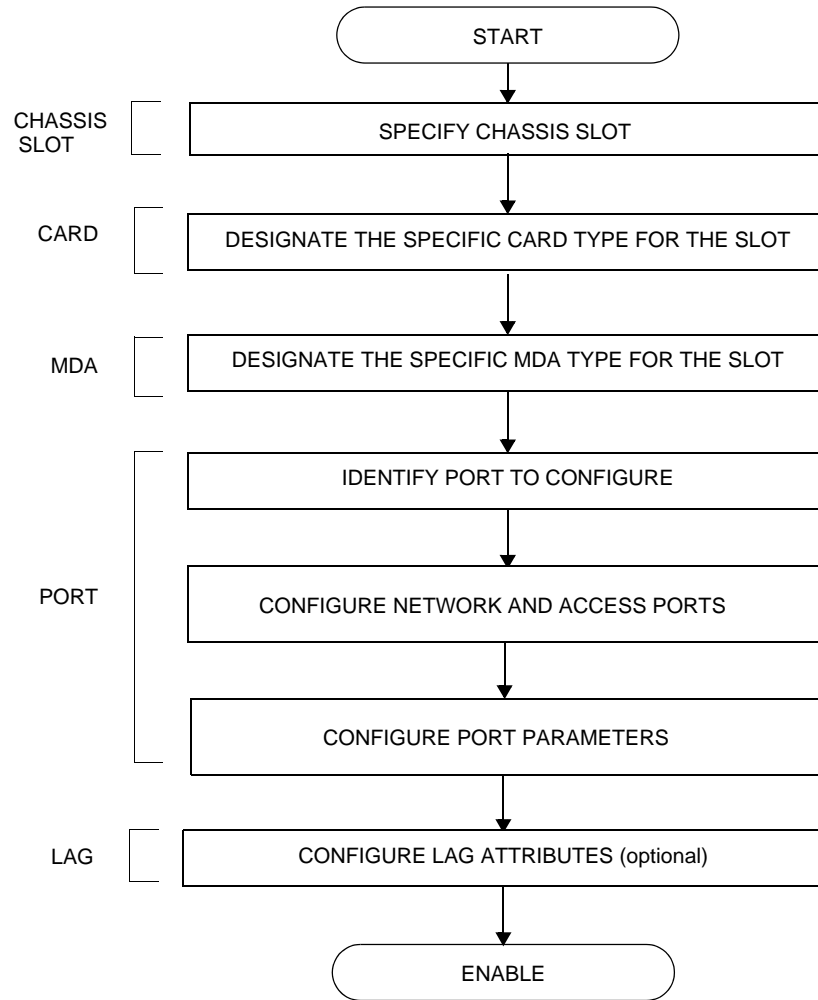 START
CHASSIS
SLOT
SPECIFY CHASSIS SLOT
CARD
DESIGNATE THE SPECIFIC CARD TYPE FOR THE SLOT
MDA
DESIGNATE THE SPECIFIC MDA TYPE FOR THE SLOT
IDENTIFY PORT TO CONFIGURE
PORT
CONFIGURE NETWORK AND ACCESS PORTS
CONFIGURE PORT PARAMETERS
LAG
CONFIGURE LAG ATTRIBUTES (optional)
ENABLE